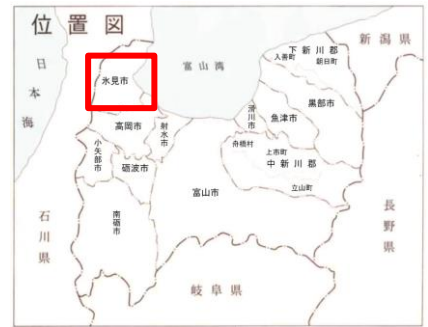 位置図
新潟県
日本海
富山湾
下新川郡
入善町
朝日町
氷見市
黒部市
滑川市
魚津市
高岡市
射水市
小矢部市
砺波市
舟橋村
上市町
中新川郡
立山町
富山市
南砺市
石川県
長野県
岐阜県